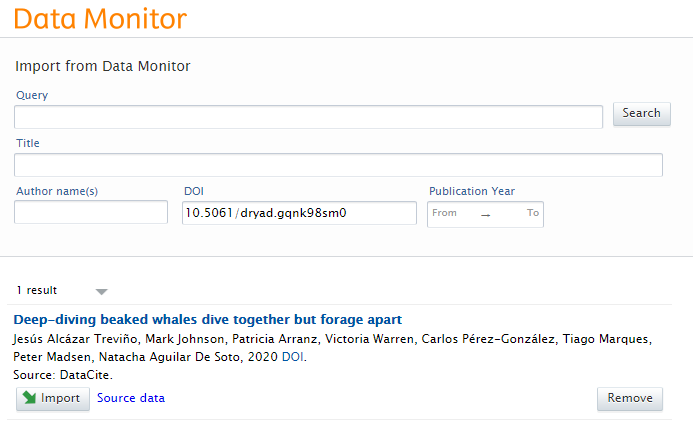 Data Monitor
Import from Data Monitor
Query
Search
Title
Author name(s) DOI Publication Year
10.5061/dryad.gqnk98sm0 From → To
1 result
Deep-diving beaked whales dive together but forage apart
Jesús Alcázar Treviño, Mark Johnson, Patricia Arranz, Victoria Warren, Carlos Pérez-González, Tiago Marques,
Peter Madsen, Natacha Aguilar De Soto, 2020 DOI.
Source: DataCite.
Import Source data Remove